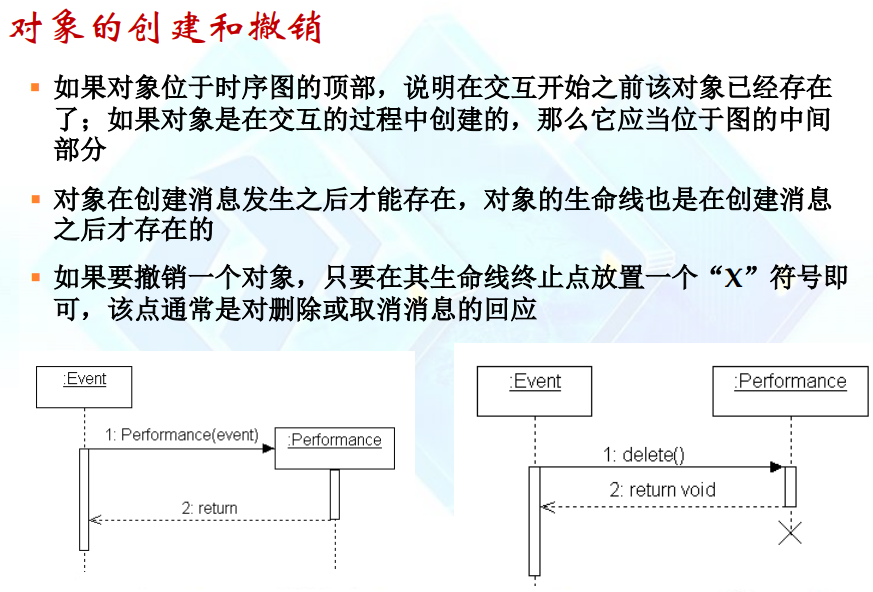 对象的创建和撤销
如果对象位于时序图的顶部，说明在交互开始之前该对象已经存在
了；如果对象是在交互的过程中创建的，那么它应当位于图的中间
部分
对象在创建消息发生之后才能存在，对象的生命线也是在创建消息
之后才存在的
如果要撤销一个对象，只要在其生命线终止点放置一个“X”符号即
可，该点通常是对删除或取消消息的回应
:Event
1: Performance(event)
:Performance
2: return
:Event
:Performance
1: delete()
2: return void